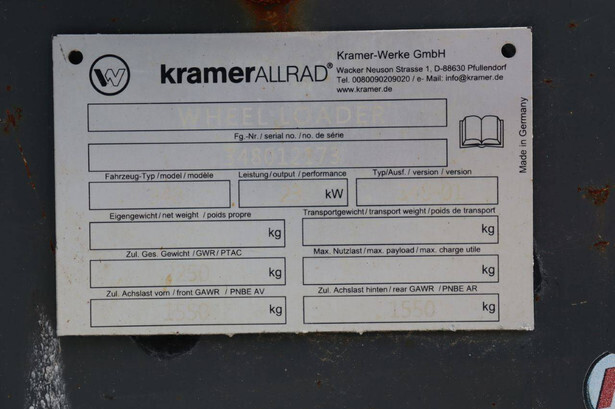 kramerALLRAD®
Kramer-Werke GmbH
Wacker Neuson Strasse 1, D-88630 Pfullendorf
Tel. 0080090209020 / e- Mail: info@kramer.de
www.kramer.de
WHEEL LOADER
Fg.-Nr. / serial no. / no. de série
Made in Germany
Fahrzeug-Typ / model / modèle
Leistung / output / performance
Typ/Ausf. / version / version
kW
Eigengewicht / net weight / poids propre
Transportgewicht / transport weight / poids de transport
kg
kg
Zul. Ges. Gewicht / GWR / PTAC
Max. Nutzlast / max. payload / max. charge utile
kg
kg
Zul. Achslast vorn / front GAWR / PNBE AV
Zul. Achslast hinten / rear GAWR / PNBE AR
1550 kg
1550 kg